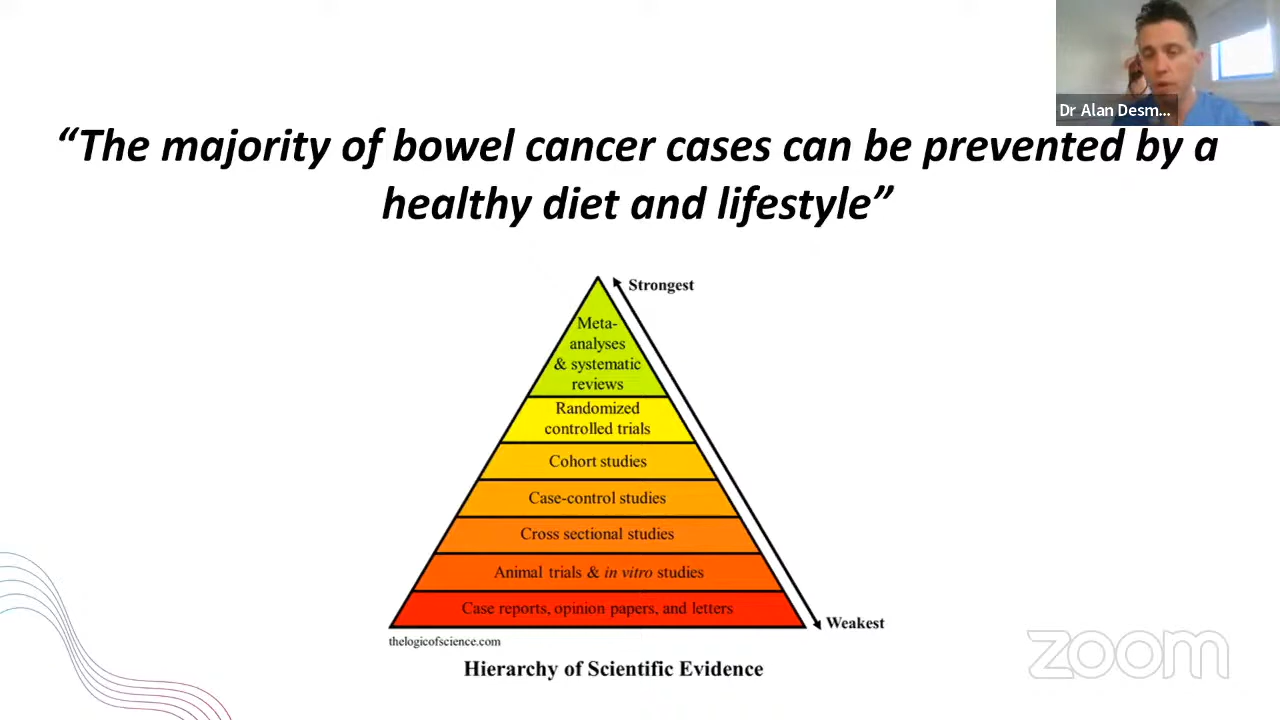 Dr Alan Desm...
“The majority of bowel cancer cases can be prevented by a
healthy diet and lifestyle”
Strongest
Meta-
analyses
& systematic
reviews
Randomized
controlled trials
Cohort studies
Case-control studies
Cross sectional studies
Animal trials & in vitro studies
Case reports, opinion papers, and letters
Weakest
thelogicofscience.com
Hierarchy of Scientific Evidence
zoom